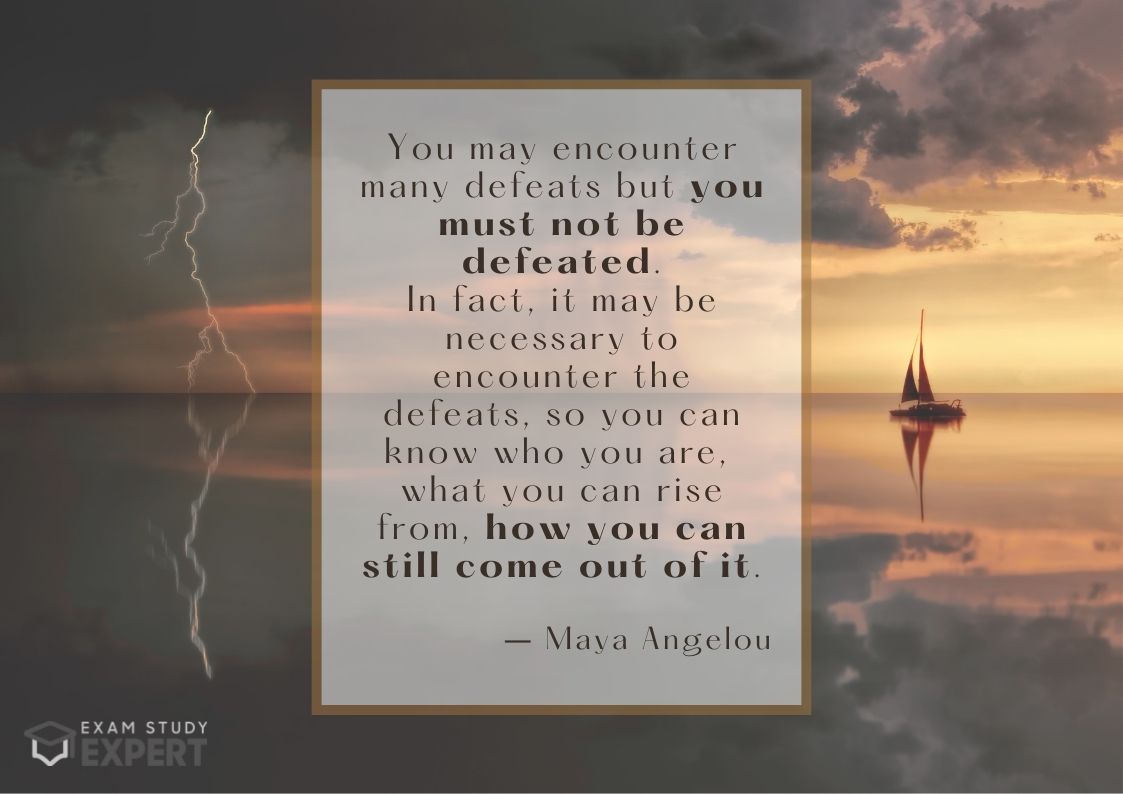 You may encounter
many defeats but you
must not be
defeated.
In fact, it may be
necessary to
encounter the
defeats, so you can
know who you are,
what you can rise
from, how you can
still come out of it.
— Maya Angelou
EXAM STUDY
EXPERT